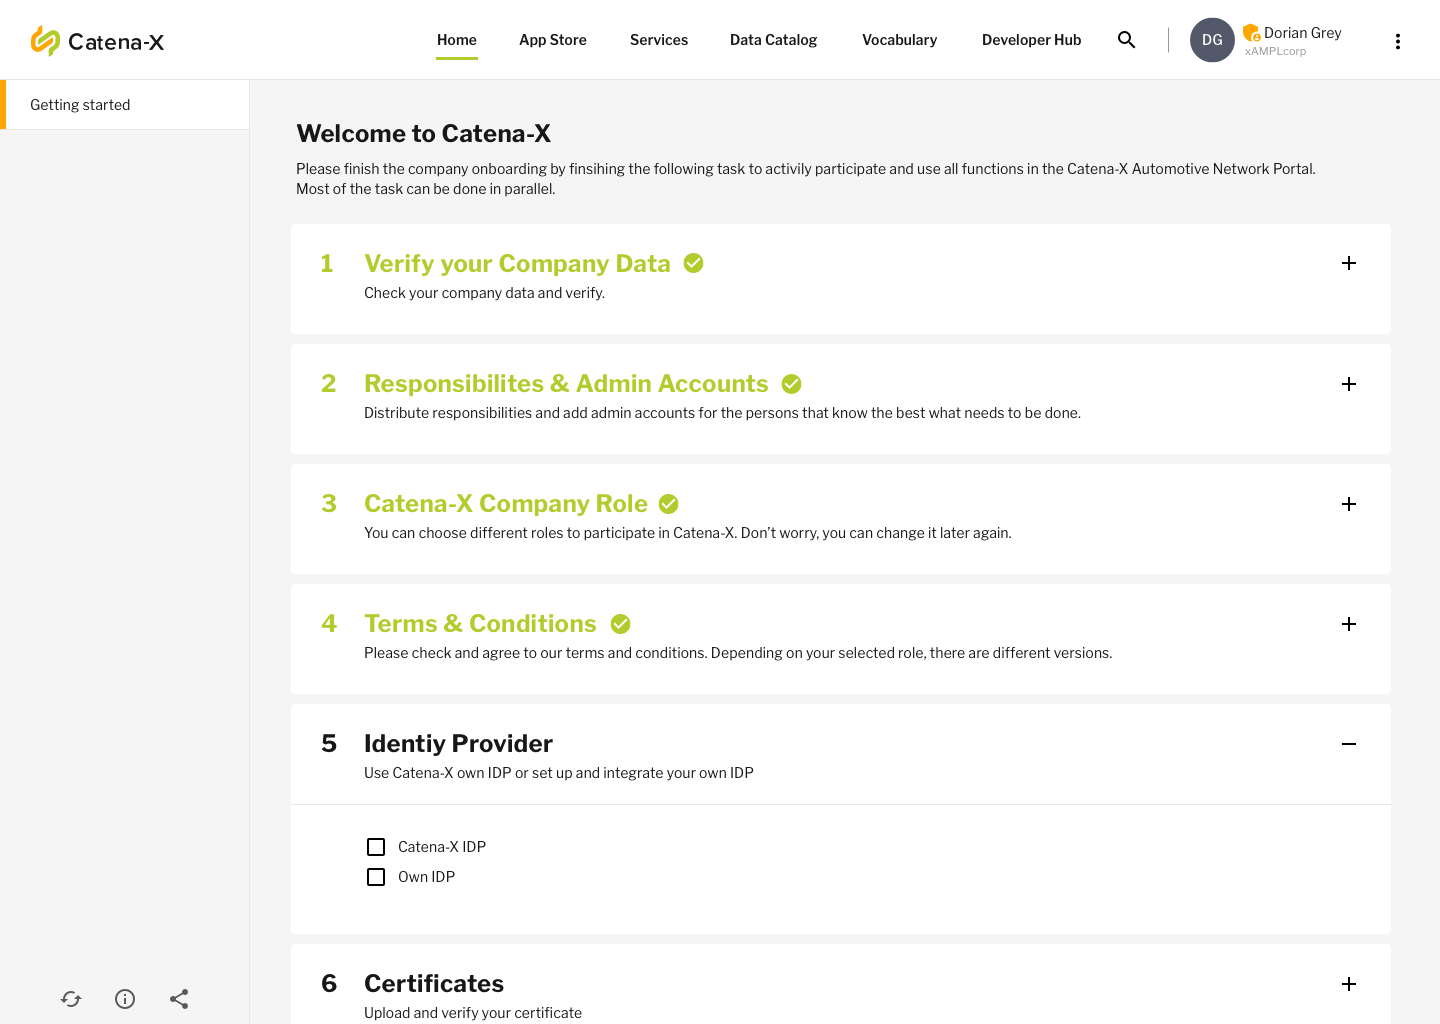 Catena-X
Home
App Store
Services
Data Catalog
Vocabulary
Developer Hub
DG
Dorian Grey
xAMPLcorp
Getting started
Welcome to Catena-X
Please finish the company onboarding by finsihing the following task to activily participate and use all functions in the Catena-X Automotive Network Portal.
Most of the task can be done in parallel.
1 Verify your Company Data
Check your company data and verify.
2 Responsibilites & Admin Accounts
Distribute responsibilities and add admin accounts for the persons that know the best what needs to be done.
3 Catena-X Company Role
You can choose different roles to participate in Catena-X. Don't worry, you can change it later again.
4 Terms & Conditions
Please check and agree to our terms and conditions. Depending on your selected role, there are different versions.
5 Identiy Provider
Use Catena-X own IDP or set up and integrate your own IDP
Catena-X IDP
Own IDP
6 Certificates
Upload and verify your certificate